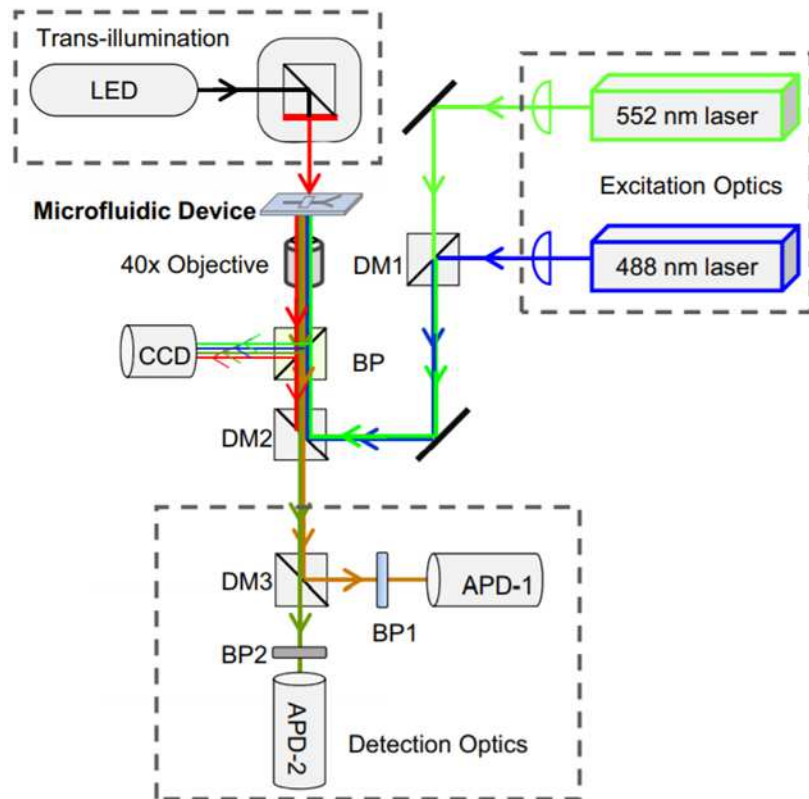 Trans-illumination
LED
552 nm laser
Excitation Optics
Microfluidic Device
40x Objective
DM1
488 nm laser
CCD
BP
DM2
DM3
APD-1
BP1
BP2
APD-2
Detection Optics